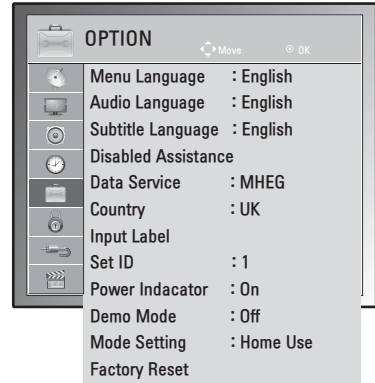 OPTION
Move
OK
Menu Language : English
Audio Language : English
Subtitle Language : English
Disabled Assistance
Data Service : MHEG
Country : UK
Input Label
Set ID : 1
Power Indacator : On
Demo Mode : Off
Mode Setting : Home Use
Factory Reset